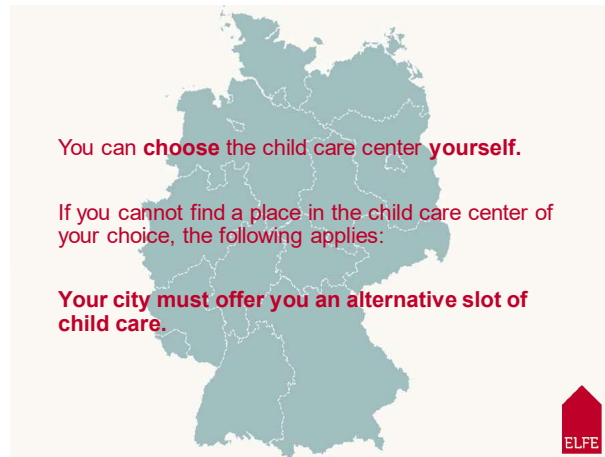 You can choose the child care center yourself.
If you cannot find a place in the child care center of
your choice, the following applies:
Your city must offer you an alternative slot of
child care.
ELFE